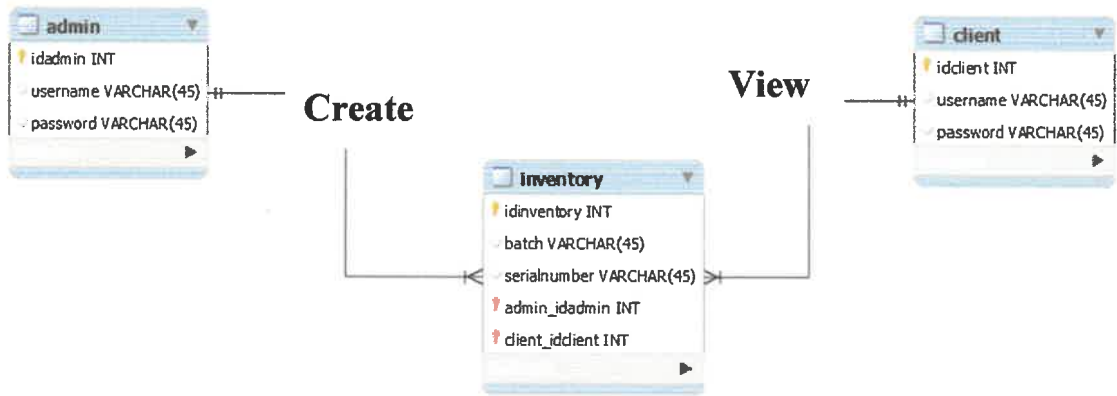 admin
idadmin INT
username VARCHAR(45)
password VARCHAR(45)
Create
View
client
idclient INT
username VARCHAR(45)
password VARCHAR(45)
inventory
idinventory INT
batch VARCHAR(45)
serialnumber VARCHAR(45)
admin_idadmin INT
client_idclient INT